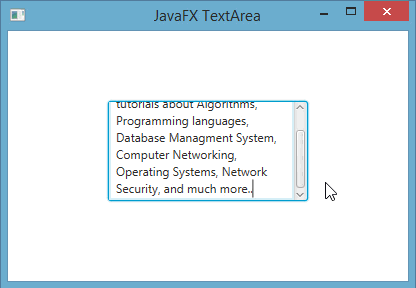 JavaFX TextArea
tutorials about Algorithms,
Programming languages,
Database Managment System,
Computer Networking,
Operating Systems, Network
Security, and much more..